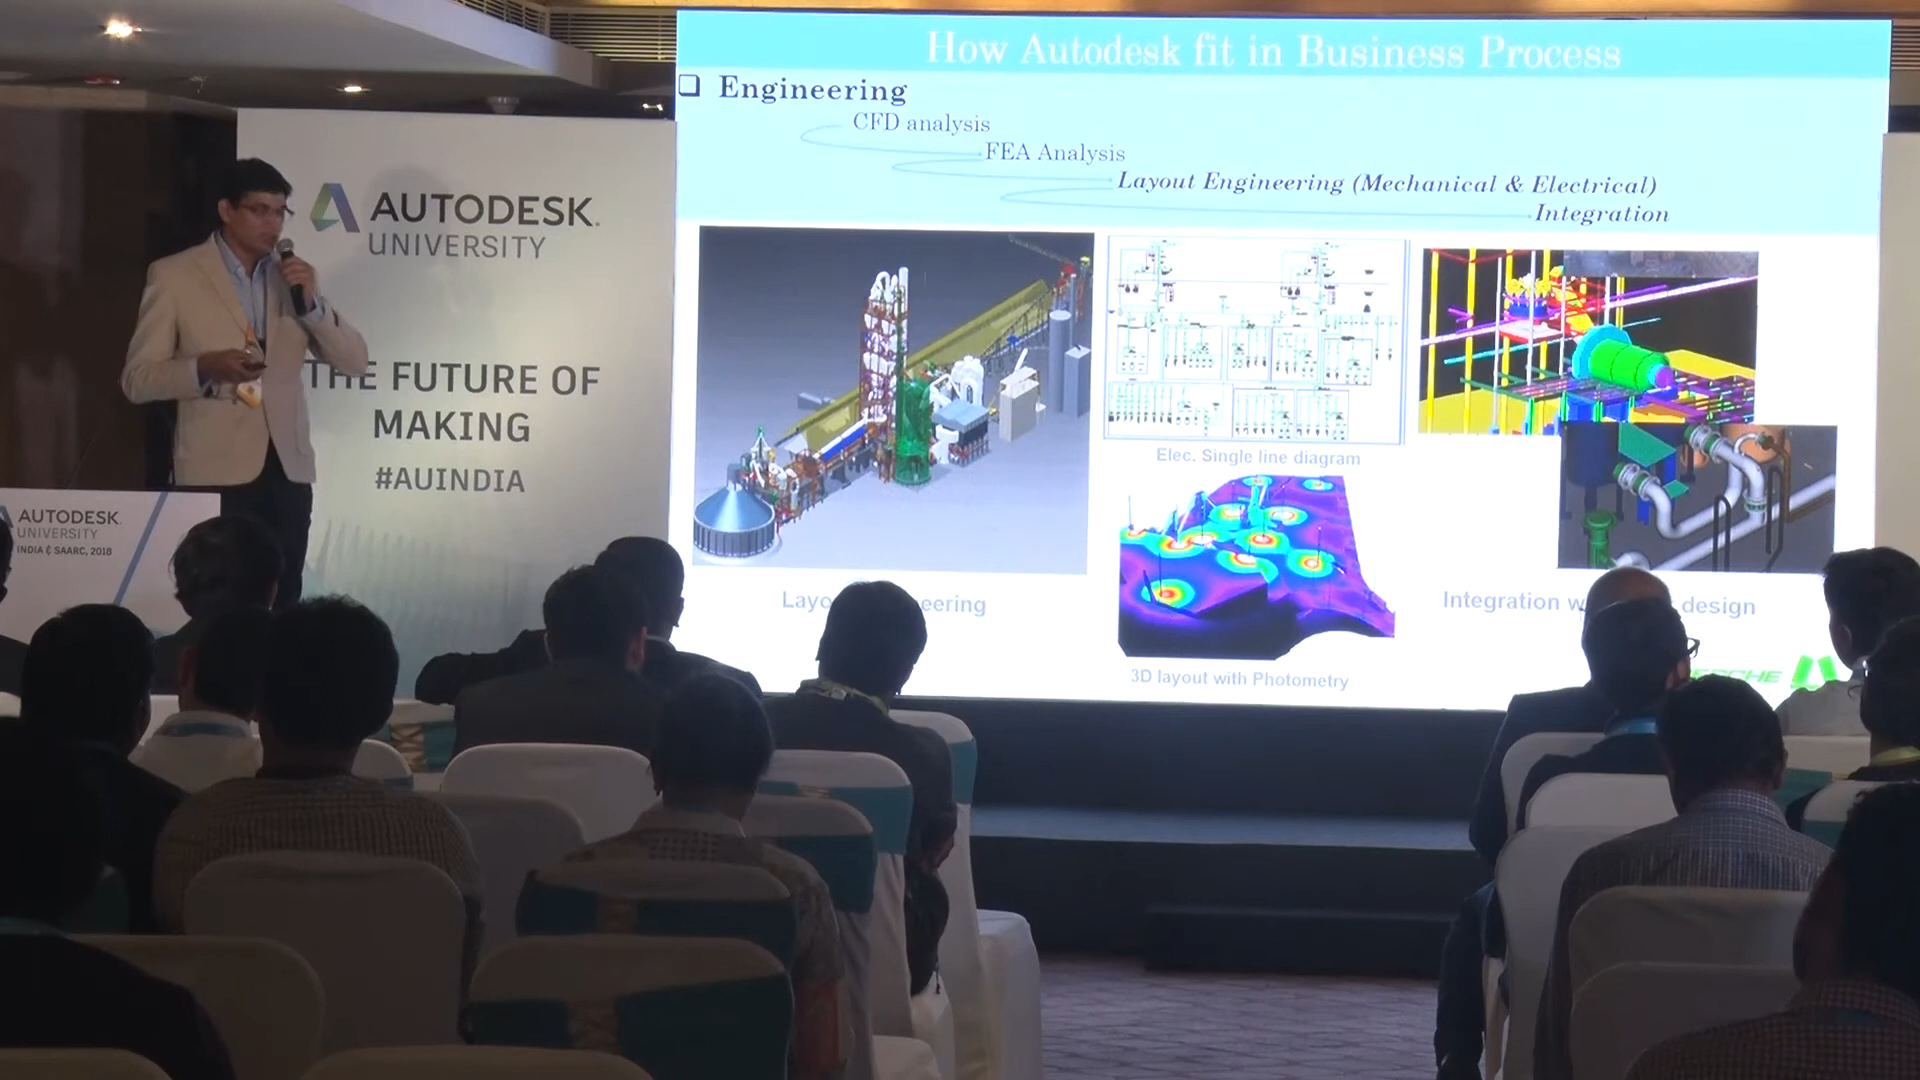 How Autodesk fit in Business Process
Engineering
CFD analysis
FEA Analysis
Layout Engineering (Mechanical & Electrical)
Integration
Elec. Single line diagram
3D layout with Photometry
Integration
design
AUTODESK
UNIVERSITY
THE FUTURE OF
MAKING
#AUINDIA
AUTODESK
UNIVERSITY
INDIA & SAARC, 2018